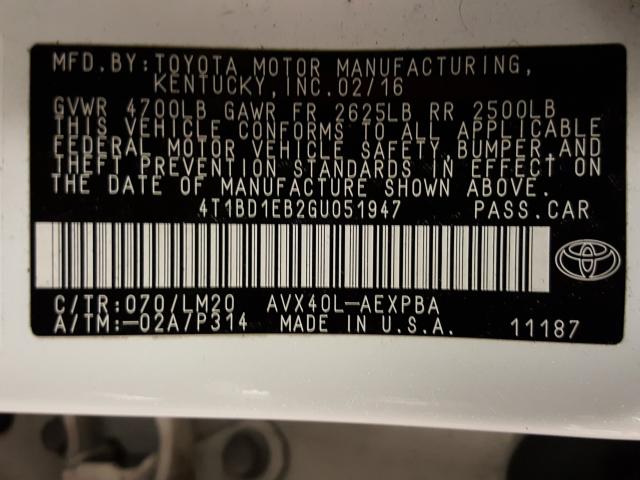 MFD. BY: TOYOTA MOTOR MANUFACTURING,
KENTUCKY, INC. 02/16
GVWR 4700LB GAWR FR 2625LB RR 2500LB
THIS VEHICLE CONFORMS TO ALL APPLICABLE
FEDERAL MOTOR VEHICLE SAFETY, BUMPER, AND
THEFT PREVENTION STANDARDS IN EFFECT ON
THE DATE OF MANUFACTURE SHOWN ABOVE.
4T1BD1EB2GU051947 PASS. CAR
C/TR: 070/LM20 AVX40L-AEXPBA
A/TM: -02A/P314 MADE IN U.S.A. 11187